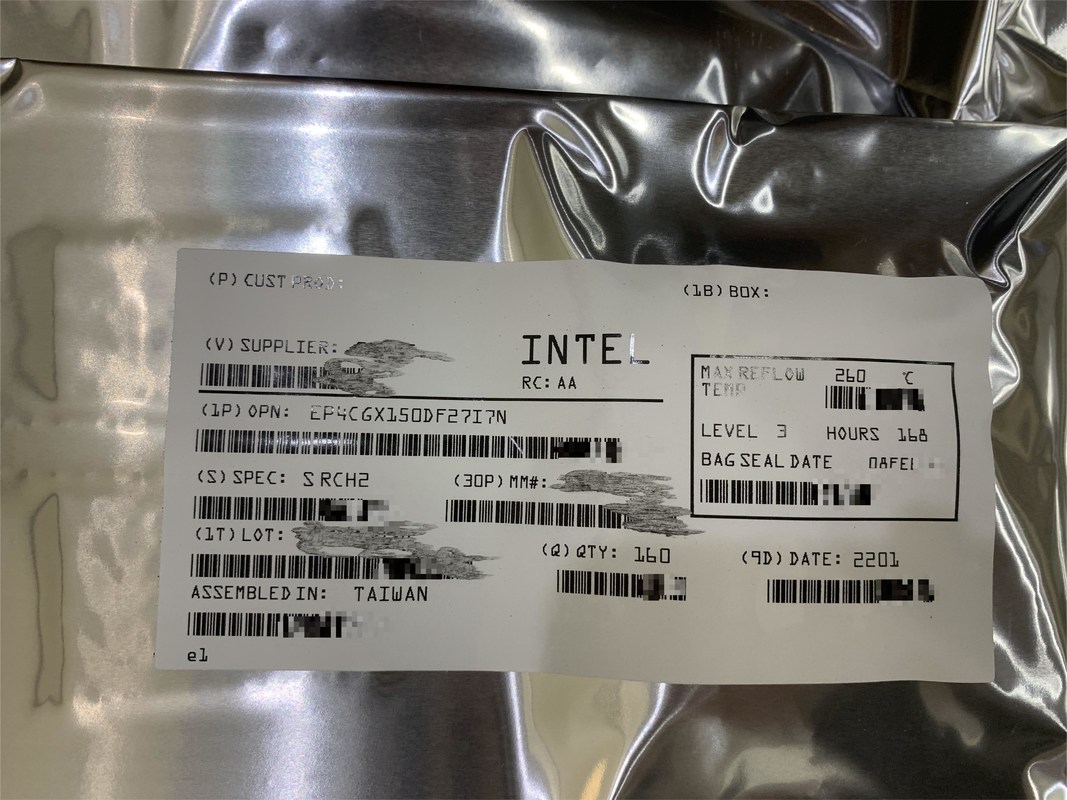 (P) CUST PROD:
(1B) BOX:
(V) SUPPLIER:
INTEL
RC: AA
MAX REFLOW 260 °C
TEMP
(1P) OPN: EP4CGX150DF27I7N
LEVEL 3 HOURS 168
BAG SEAL DATE
(S) SPEC: S RCH2
(30P) MM#:
(1T) LOT:
(Q) QTY: 160
(9D) DATE: 2201
ASSEMBLED IN: TAIWAN
e1